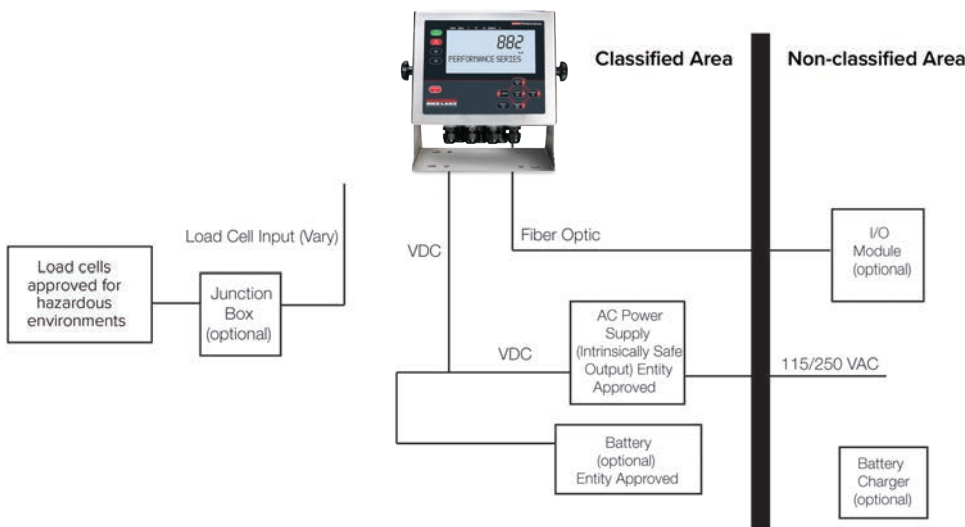 882
PERFORMANCE SERIES
RICE LAKE
Classified Area
Non-classified Area
Load Cell Input (Vary)
VDC
Fiber Optic
I/O
Module
(optional)
Load cells
approved for
hazardous
environments
Junction
Box
(optional)
AC Power
Supply
(Intrinsically Safe
Output) Entity
Approved
VDC
115/250 VAC
Battery
(optional)
Entity Approved
Battery
Charger
(optional)